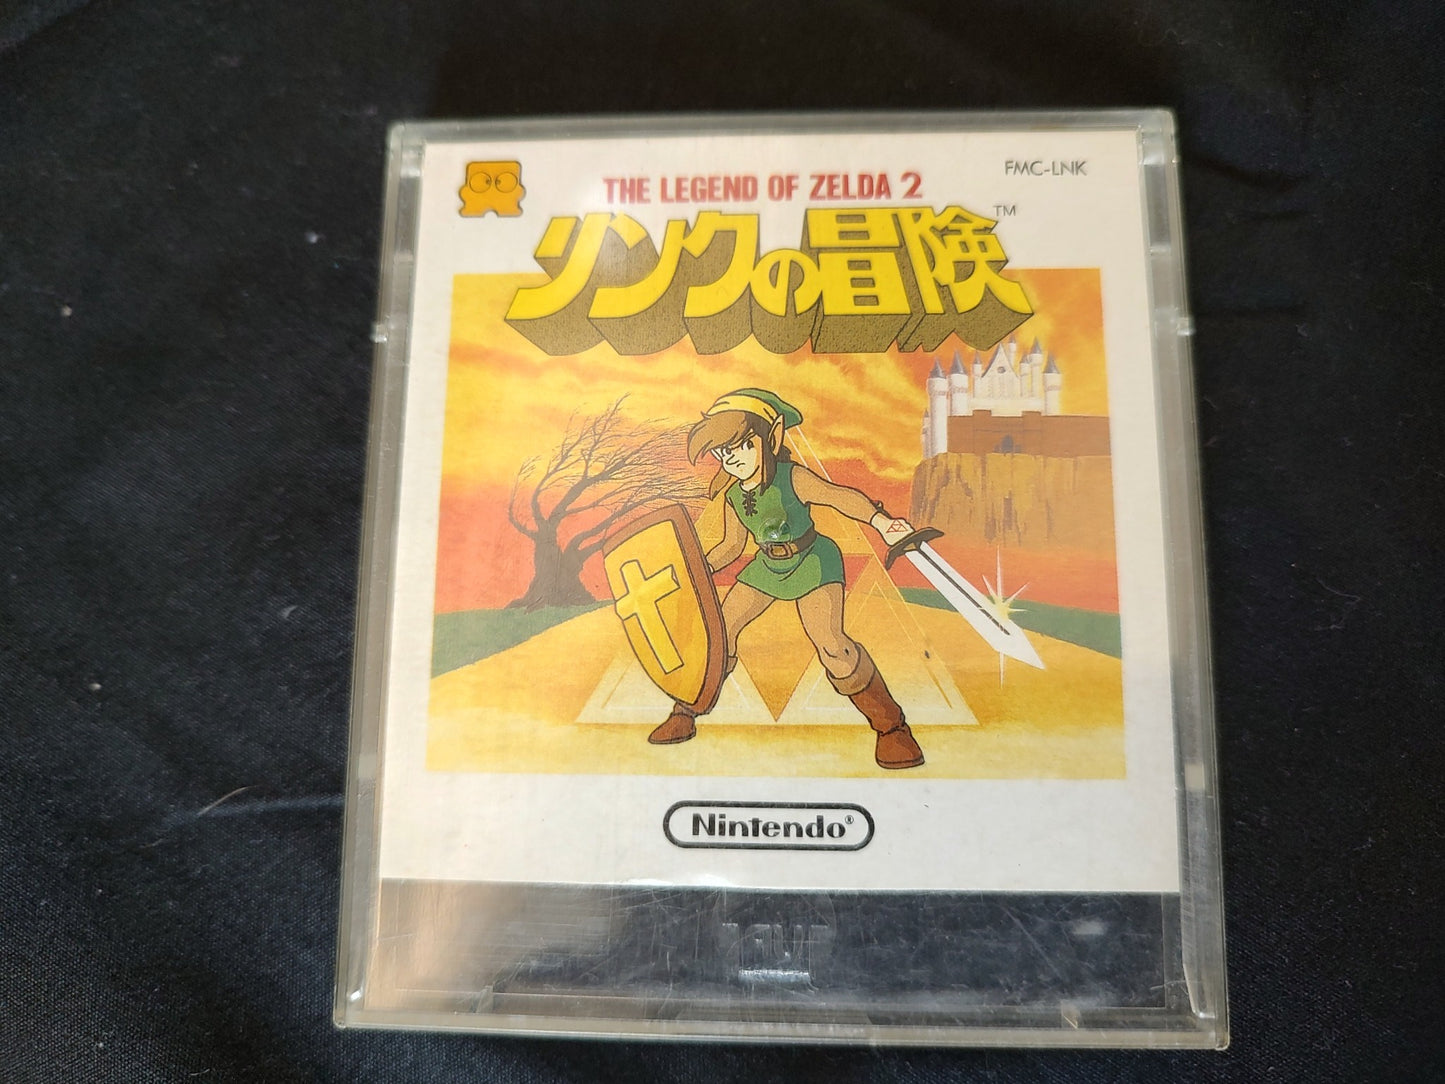 FMC-LNK
THE LEGEND OF ZELDA 2
リンクの冒険™
Nintendo®